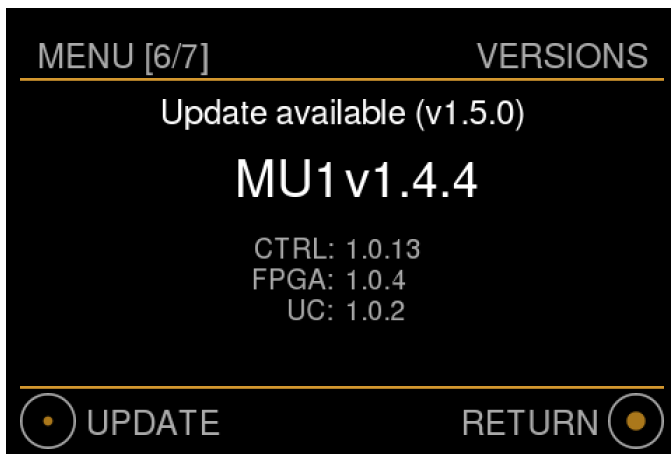 MENU [6/7] VERSIONS
Update available (v1.5.0)
MU1 v1.4.4
CTRL: 1.0.13
FPGA: 1.0.4
UC: 1.0.2
UPDATE RETURN